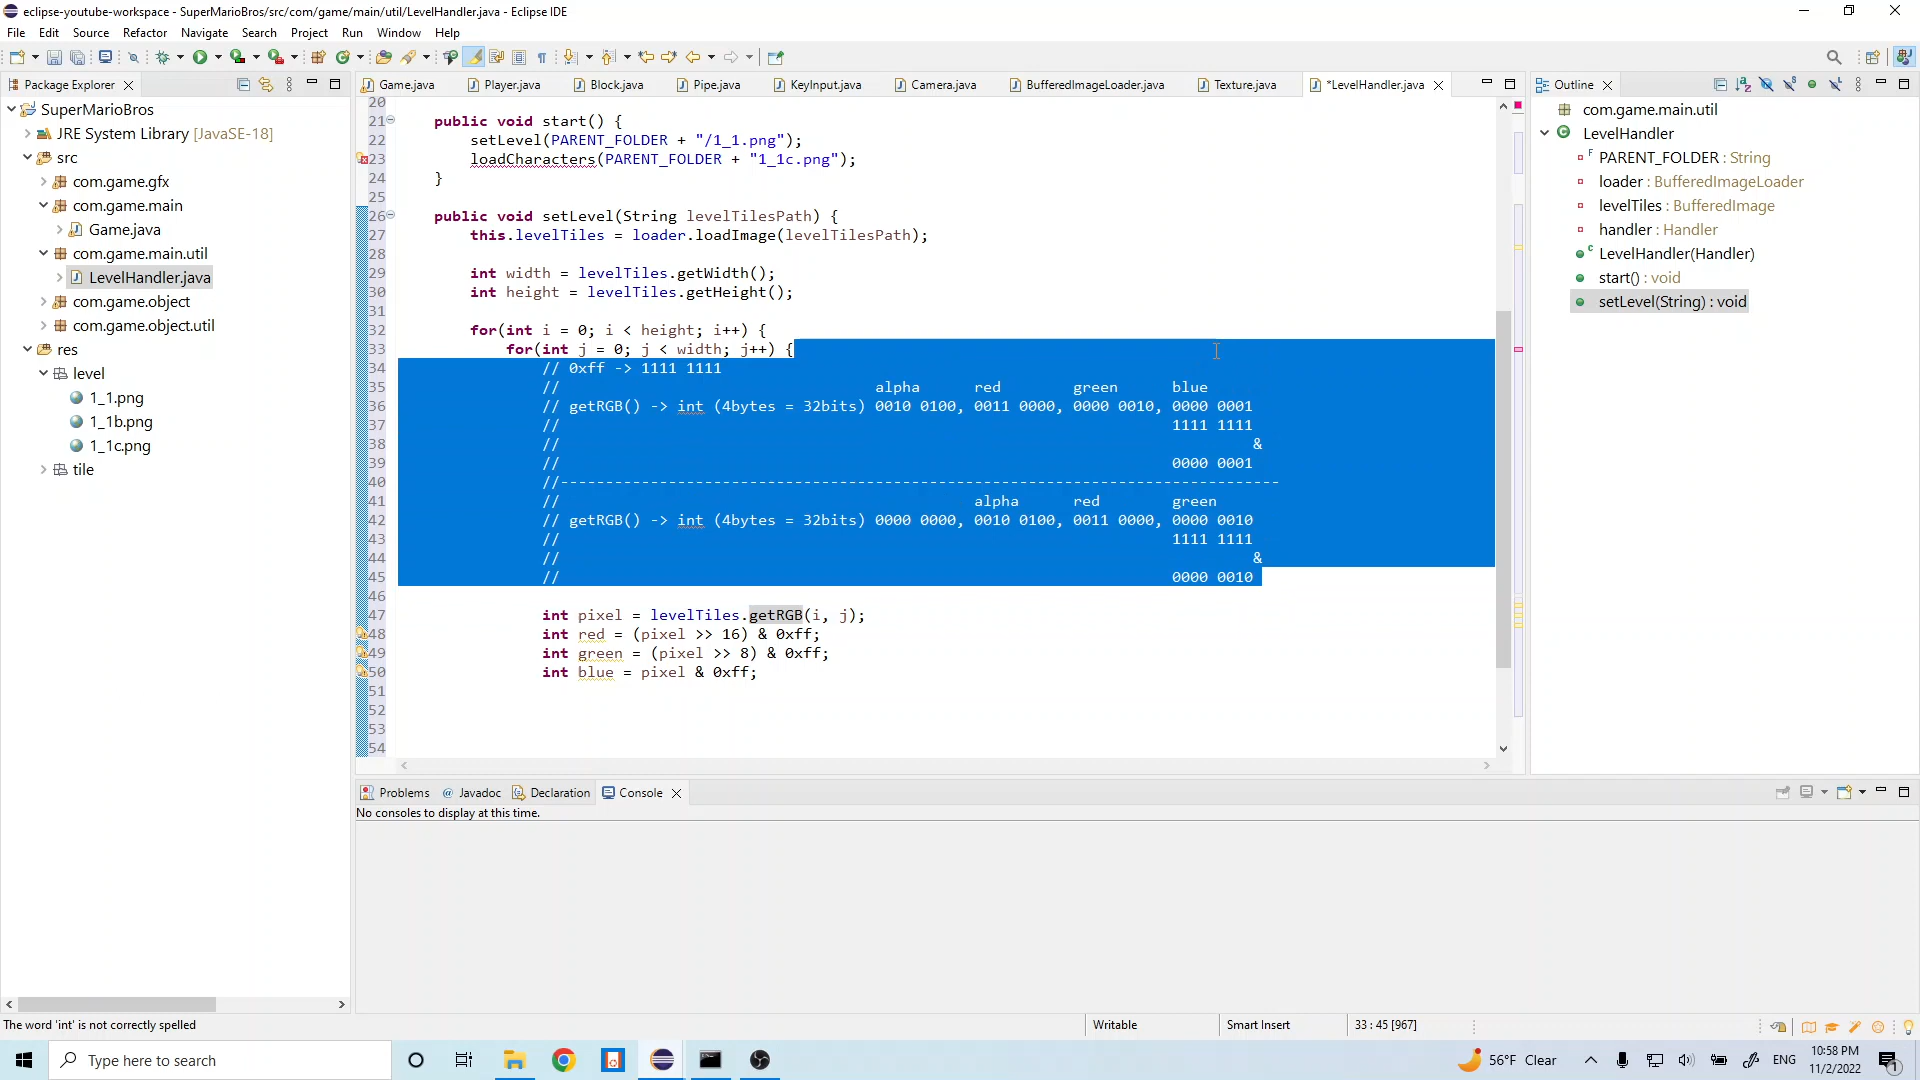 eclipse-youtube-workspace - SuperMarioBros/src/com/game/main/util/LevelHandler.java - Eclipse IDE
File Edit Source Refactor Navigate Search Project Run Window Help
Package Explorer
SuperMarioBros
JRE System Library [JavaSE-18]
src
com.game.gfx
com.game.main
Game.java
com.game.main.util
LevelHandler.java
com.game.object
com.game.object.util
res
level
1_1.png
1_1b.png
1_1c.png
tile
Game.java Player.java Block.java Pipe.java KeyInput.java Camera.java BufferedImageLoader.java Texture.java *LevelHandler.java
20
21 public void start() {
22 setLevel(PARENT_FOLDER + "/1_1.png");
23 loadCharacters(PARENT_FOLDER + "1_1c.png");
24 }
25
26 public void setLevel(String levelTilesPath) {
27 this.levelTiles = loader.loadImage(levelTilesPath);
28
29 int width = levelTiles.getWidth();
30 int height = levelTiles.getHeight();
31
32 for(int i = 0; i < height; i++) {
33 for(int j = 0; j < width; j++) {
34 // 0xff -> 1111 1111
35 // alpha red green blue
36 // getRGB() -> int (4bytes = 32bits) 0010 0100, 0011 0000, 0000 0010, 0000 0001
37 // 1111 1111
38 // &
39 // 0000 0001
40 //--------------------------------------------------------------------------------
41 // alpha red green
42 // getRGB() -> int (4bytes = 32bits) 0000 0000, 0010 0100, 0011 0000, 0000 0010
43 // 1111 1111
44 // &
45 // 0000 0010
46
47 int pixel = levelTiles.getRGB(i, j);
48 int red = (pixel >> 16) & 0xff;
49 int green = (pixel >> 8) & 0xff;
50 int blue = pixel & 0xff;
51
52
53
54
Outline
com.game.main.util
LevelHandler
PARENT_FOLDER : String
loader : BufferedImageLoader
levelTiles : BufferedImage
handler : Handler
LevelHandler(Handler)
start() : void
setLevel(String) : void
Problems Javadoc Declaration Console
No consoles to display at this time.
The word 'int' is not correctly spelled Writable Smart Insert 33 : 45 [967]
Type here to search 56°F Clear ENG 10:58 PM
11/2/2022 1